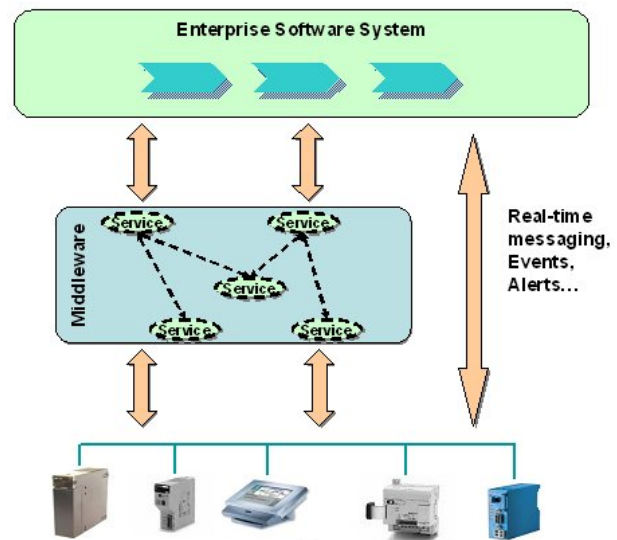 Enterprise Software System
Service
Service
Service
Service
Service
Middleware
Real-time
messaging,
Events,
Alerts...